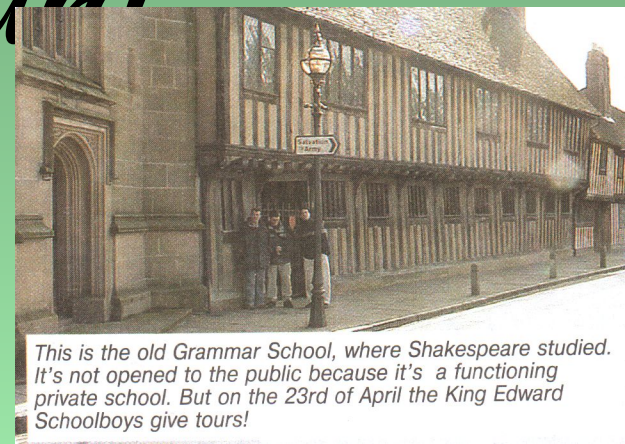 Salvation
Army
This is the old Grammar School, where Shakespeare studied.
It's not opened to the public because it's a functioning
private school. But on the 23rd of April the King Edward
Schoolboys give tours!